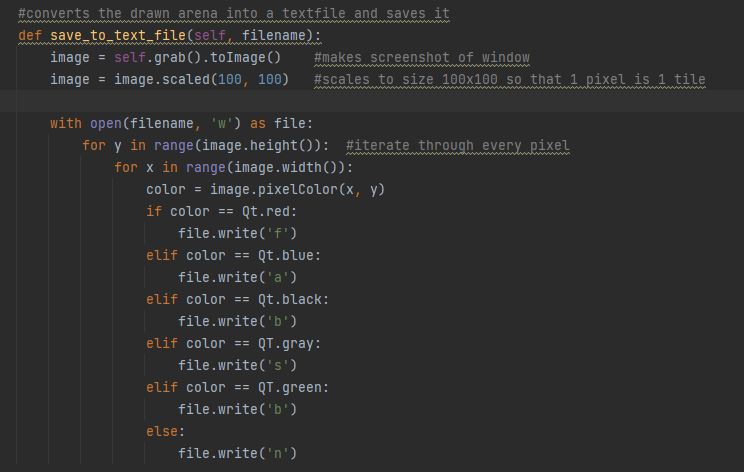 #converts the drawn arena into a textfile and saves it
def save_to_text_file(self, filename):
    image = self.grab().toImage()    #makes screenshot of window
    image = image.scaled(100, 100)   #scales to size 100x100 so that 1 pixel is 1 tile

    with open(filename, 'w') as file:
        for y in range(image.height()):  #iterate through every pixel
            for x in range(image.width()):
                color = image.pixelColor(x, y)
                if color == Qt.red:
                    file.write('f')
                elif color == Qt.blue:
                    file.write('a')
                elif color == Qt.black:
                    file.write('b')
                elif color == QT.gray:
                    file.write('s')
                elif color == QT.green:
                    file.write('b')
                else:
                    file.write('n')